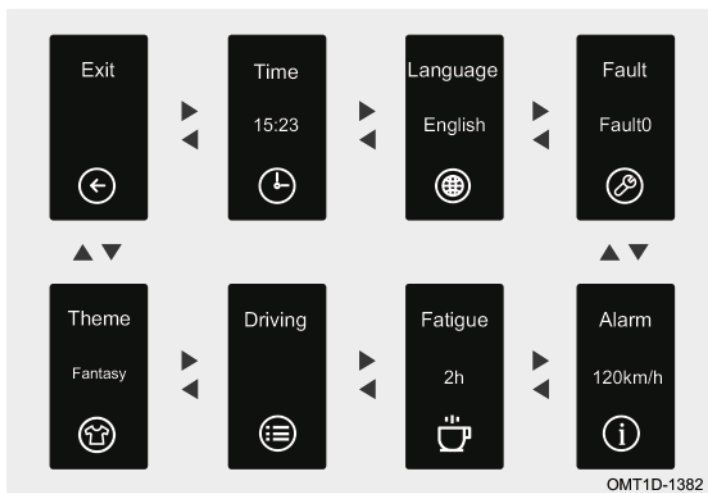 Exit
Time
15:23
Language
English
Fault
Fault0
Theme
Fantasy
Driving
Fatigue
2h
Alarm
120km/h
i
OMT1D-1382